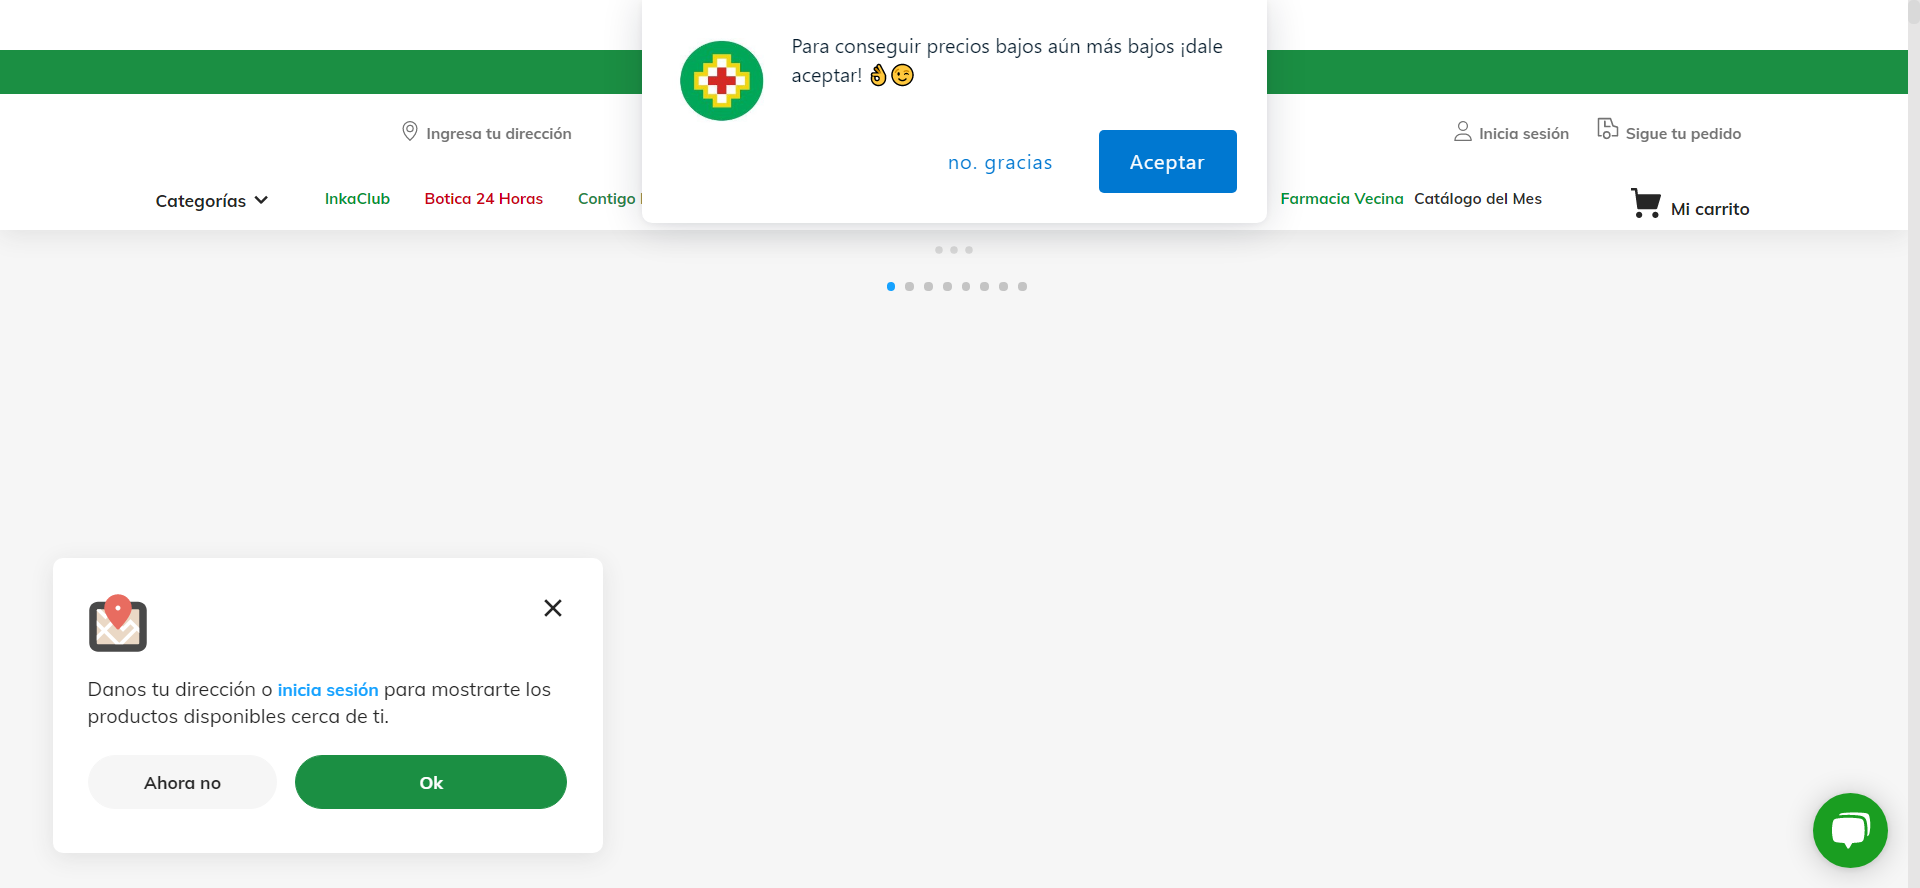 Para conseguir precios bajos aún más bajos ¡dale
aceptar! 👌😉
no. gracias
Aceptar
Ingresa tu dirección
Inicia sesión
Sigue tu pedido
Categorías
InkaClub
Botica 24 Horas
Contigo
Farmacia Vecina
Catálogo del Mes
Mi carrito
Danos tu dirección o inicia sesión para mostrarte los
productos disponibles cerca de ti.
Ahora no
Ok